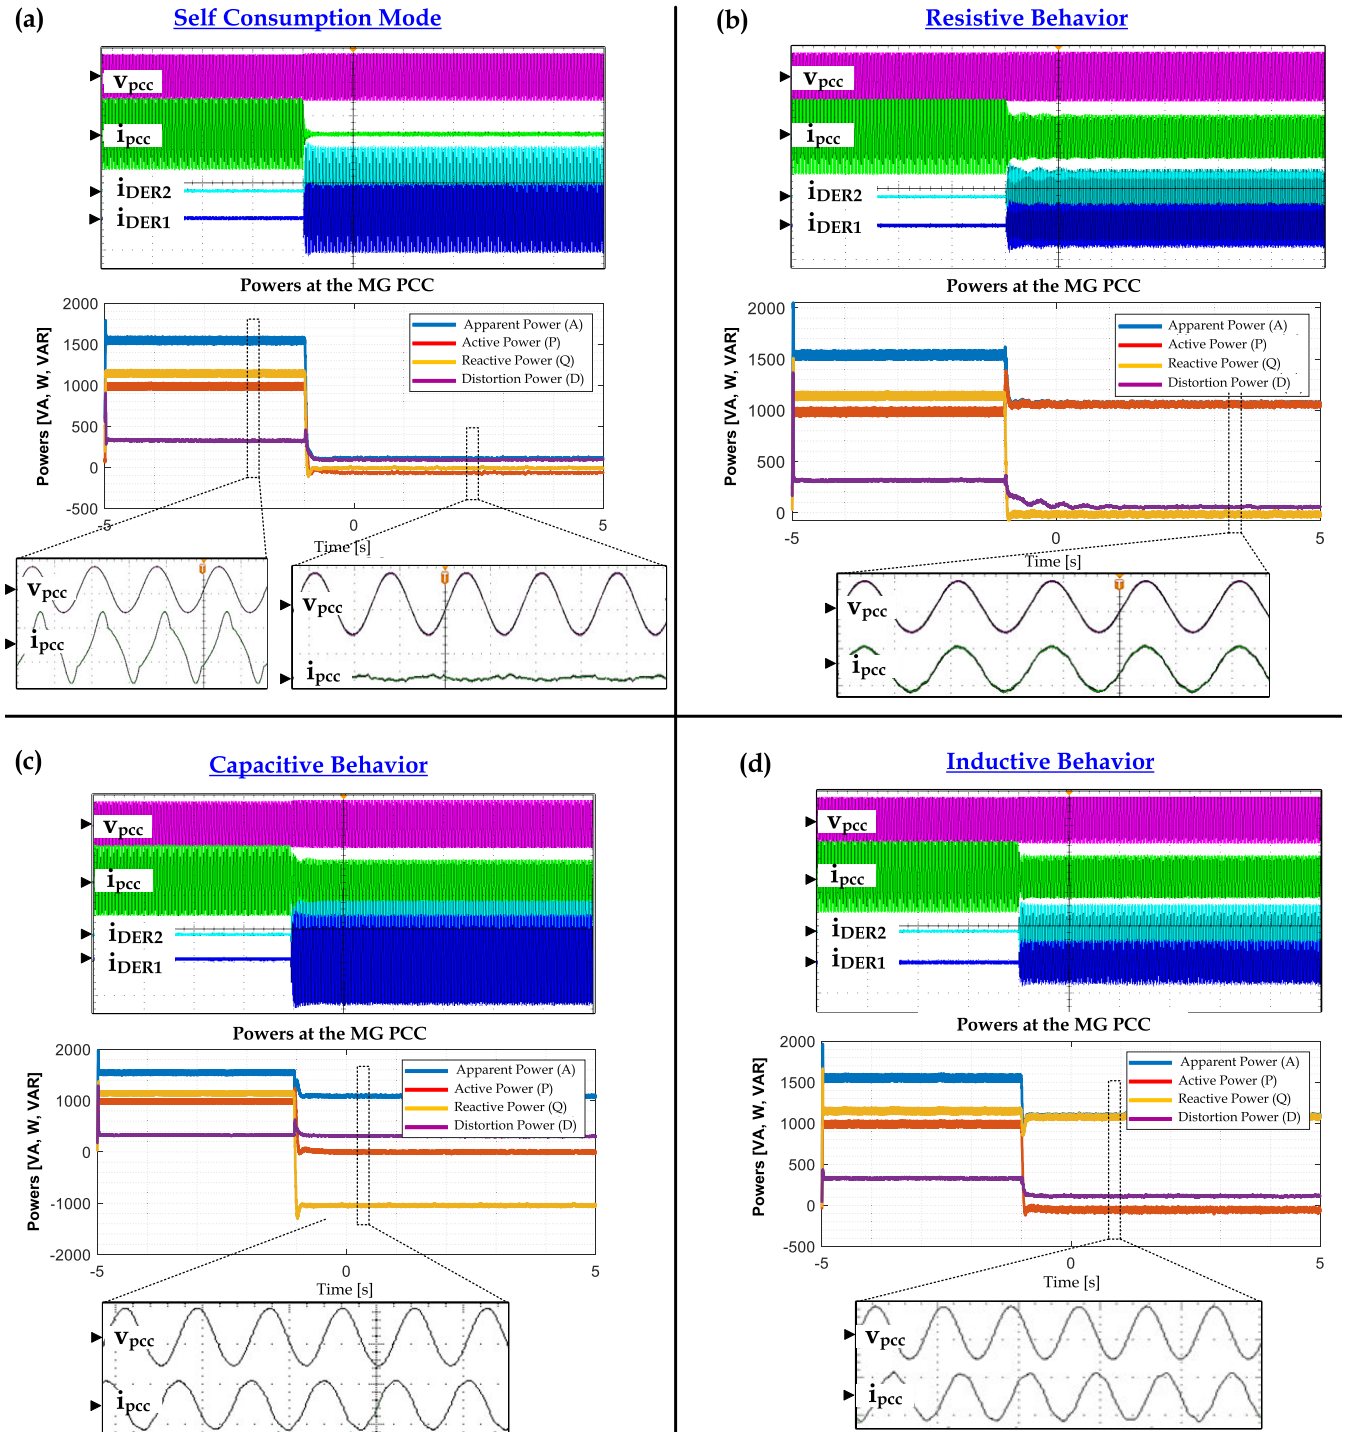 (a)
Self Consumption Mode
vpcc
ipcc
iDER2
iDER1
Powers at the MG PCC
Powers [VA, W, VAR]
2000
1500
1000
500
0
-500
-5
0
5
Apparent Power (A)
Active Power (P)
Reactive Power (Q)
Distortion Power (D)
Time [s]
T
vpcc
ipcc
T
vpcc
ipcc
(b)
Resistive Behavior
vpcc
ipcc
iDER2
iDER1
Powers at the MG PCC
Powers [VA, W, VAR]
2000
1500
1000
500
0
-5
0
5
Apparent Power (A)
Active Power (P)
Reactive Power (Q)
Distortion Power (D)
Time [s]
T
vpcc
ipcc
(c)
Capacitive Behavior
vpcc
ipcc
iDER2
iDER1
Powers at the MG PCC
Powers [VA, W, VAR]
2000
1000
0
-1000
-2000
-5
0
5
Apparent Power (A)
Active Power (P)
Reactive Power (Q)
Distortion Power (D)
Time [s]
vpcc
ipcc
(d)
Inductive Behavior
vpcc
ipcc
iDER2
iDER1
Powers at the MG PCC
Powers [VA, W, VAR]
2000
1500
1000
500
0
-500
-5
0
5
Apparent Power (A)
Active Power (P)
Reactive Power (Q)
Distortion Power (D)
Time [s]
vpcc
ipcc